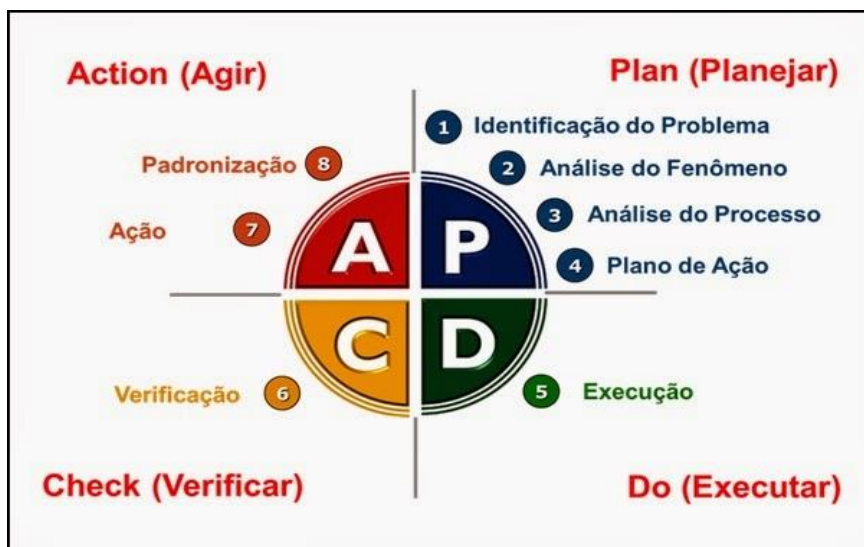 Action (Agir)
Plan (Planejar)
1 Identificação do Problema
2 Análise do Fenômeno
3 Análise do Processo
4 Plano de Ação
Padronização 8
Ação 7
A P
C D
Verificação 6
5 Execução
Check (Verificar)
Do (Executar)